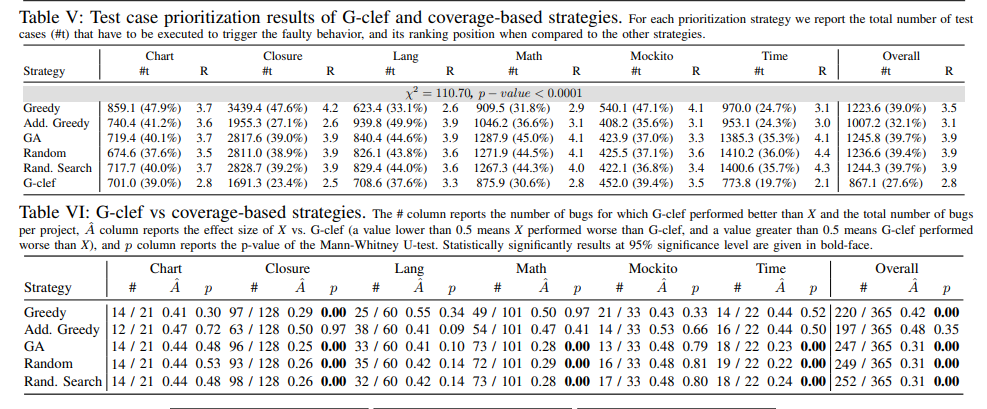 Table V: Test case prioritization results of G-clef and coverage-based strategies. For each prioritization strategy we report the total number of test
cases (#t) that have to be executed to trigger the faulty behavior, and its ranking position when compared to the other strategies.
Chart Closure Lang Math Mockito Time Overall
Strategy #t R #t R #t R #t R #t R #t R #t R
χ² = 110.70, p − value < 0.0001
Greedy 859.1 (47.9%) 3.7 3439.4 (47.6%) 4.2 623.4 (33.1%) 2.6 909.5 (31.8%) 2.9 540.1 (47.1%) 4.1 970.0 (24.7%) 3.1 1223.6 (39.0%) 3.5
Add. Greedy 740.4 (41.2%) 3.6 1955.3 (27.1%) 2.6 939.8 (49.9%) 3.9 1046.2 (36.6%) 3.1 408.2 (35.6%) 3.1 953.1 (24.3%) 3.0 1007.2 (32.1%) 3.1
GA 719.4 (40.1%) 3.7 2817.6 (39.0%) 3.9 840.4 (44.6%) 3.9 1287.9 (45.0%) 4.1 423.9 (37.0%) 3.3 1385.3 (35.3%) 4.1 1245.8 (39.7%) 3.9
Random 674.6 (37.6%) 3.5 2811.0 (38.9%) 3.9 826.1 (43.8%) 3.6 1271.9 (44.5%) 4.1 425.5 (37.1%) 3.6 1410.2 (36.0%) 4.4 1236.6 (39.4%) 3.9
Rand. Search 717.7 (40.0%) 3.7 2828.7 (39.2%) 3.9 829.4 (44.0%) 3.6 1267.3 (44.3%) 4.0 422.1 (36.8%) 3.4 1400.6 (35.7%) 4.3 1244.3 (39.7%) 3.9
G-clef 701.0 (39.0%) 2.8 1691.3 (23.4%) 2.5 708.6 (37.6%) 3.3 875.9 (30.6%) 2.8 452.0 (39.4%) 3.5 773.8 (19.7%) 2.1 867.1 (27.6%) 2.8
Table VI: G-clef vs coverage-based strategies. The # column reports the number of bugs for which G-clef performed better than X and the total number of bugs
per project, Â column reports the effect size of X vs. G-clef (a value lower than 0.5 means X performed worse than G-clef, and a value greater than 0.5 means G-clef performed
worse than X), and p column reports the p-value of the Mann-Whitney U-test. Statistically significantly results at 95% significance level are given in bold-face.
Chart Closure Lang Math Mockito Time Overall
Strategy # Â p # Â p # Â p # Â p # Â p # Â p # Â p
Greedy 14 / 21 0.41 0.30 97 / 128 0.29 0.00 25 / 60 0.55 0.34 49 / 101 0.50 0.97 21 / 33 0.43 0.33 14 / 22 0.44 0.52 220 / 365 0.42 0.00
Add. Greedy 12 / 21 0.47 0.72 63 / 128 0.50 0.97 38 / 60 0.41 0.09 54 / 101 0.47 0.41 14 / 33 0.53 0.66 16 / 22 0.44 0.50 197 / 365 0.48 0.35
GA 14 / 21 0.44 0.48 96 / 128 0.25 0.00 33 / 60 0.41 0.10 73 / 101 0.28 0.00 13 / 33 0.48 0.79 18 / 22 0.23 0.00 247 / 365 0.31 0.00
Random 14 / 21 0.44 0.53 93 / 128 0.26 0.00 35 / 60 0.42 0.14 72 / 101 0.29 0.00 16 / 33 0.48 0.81 19 / 22 0.22 0.00 249 / 365 0.31 0.00
Rand. Search 14 / 21 0.44 0.48 98 / 128 0.26 0.00 32 / 60 0.42 0.14 73 / 101 0.28 0.00 17 / 33 0.48 0.80 18 / 22 0.24 0.00 252 / 365 0.31 0.00